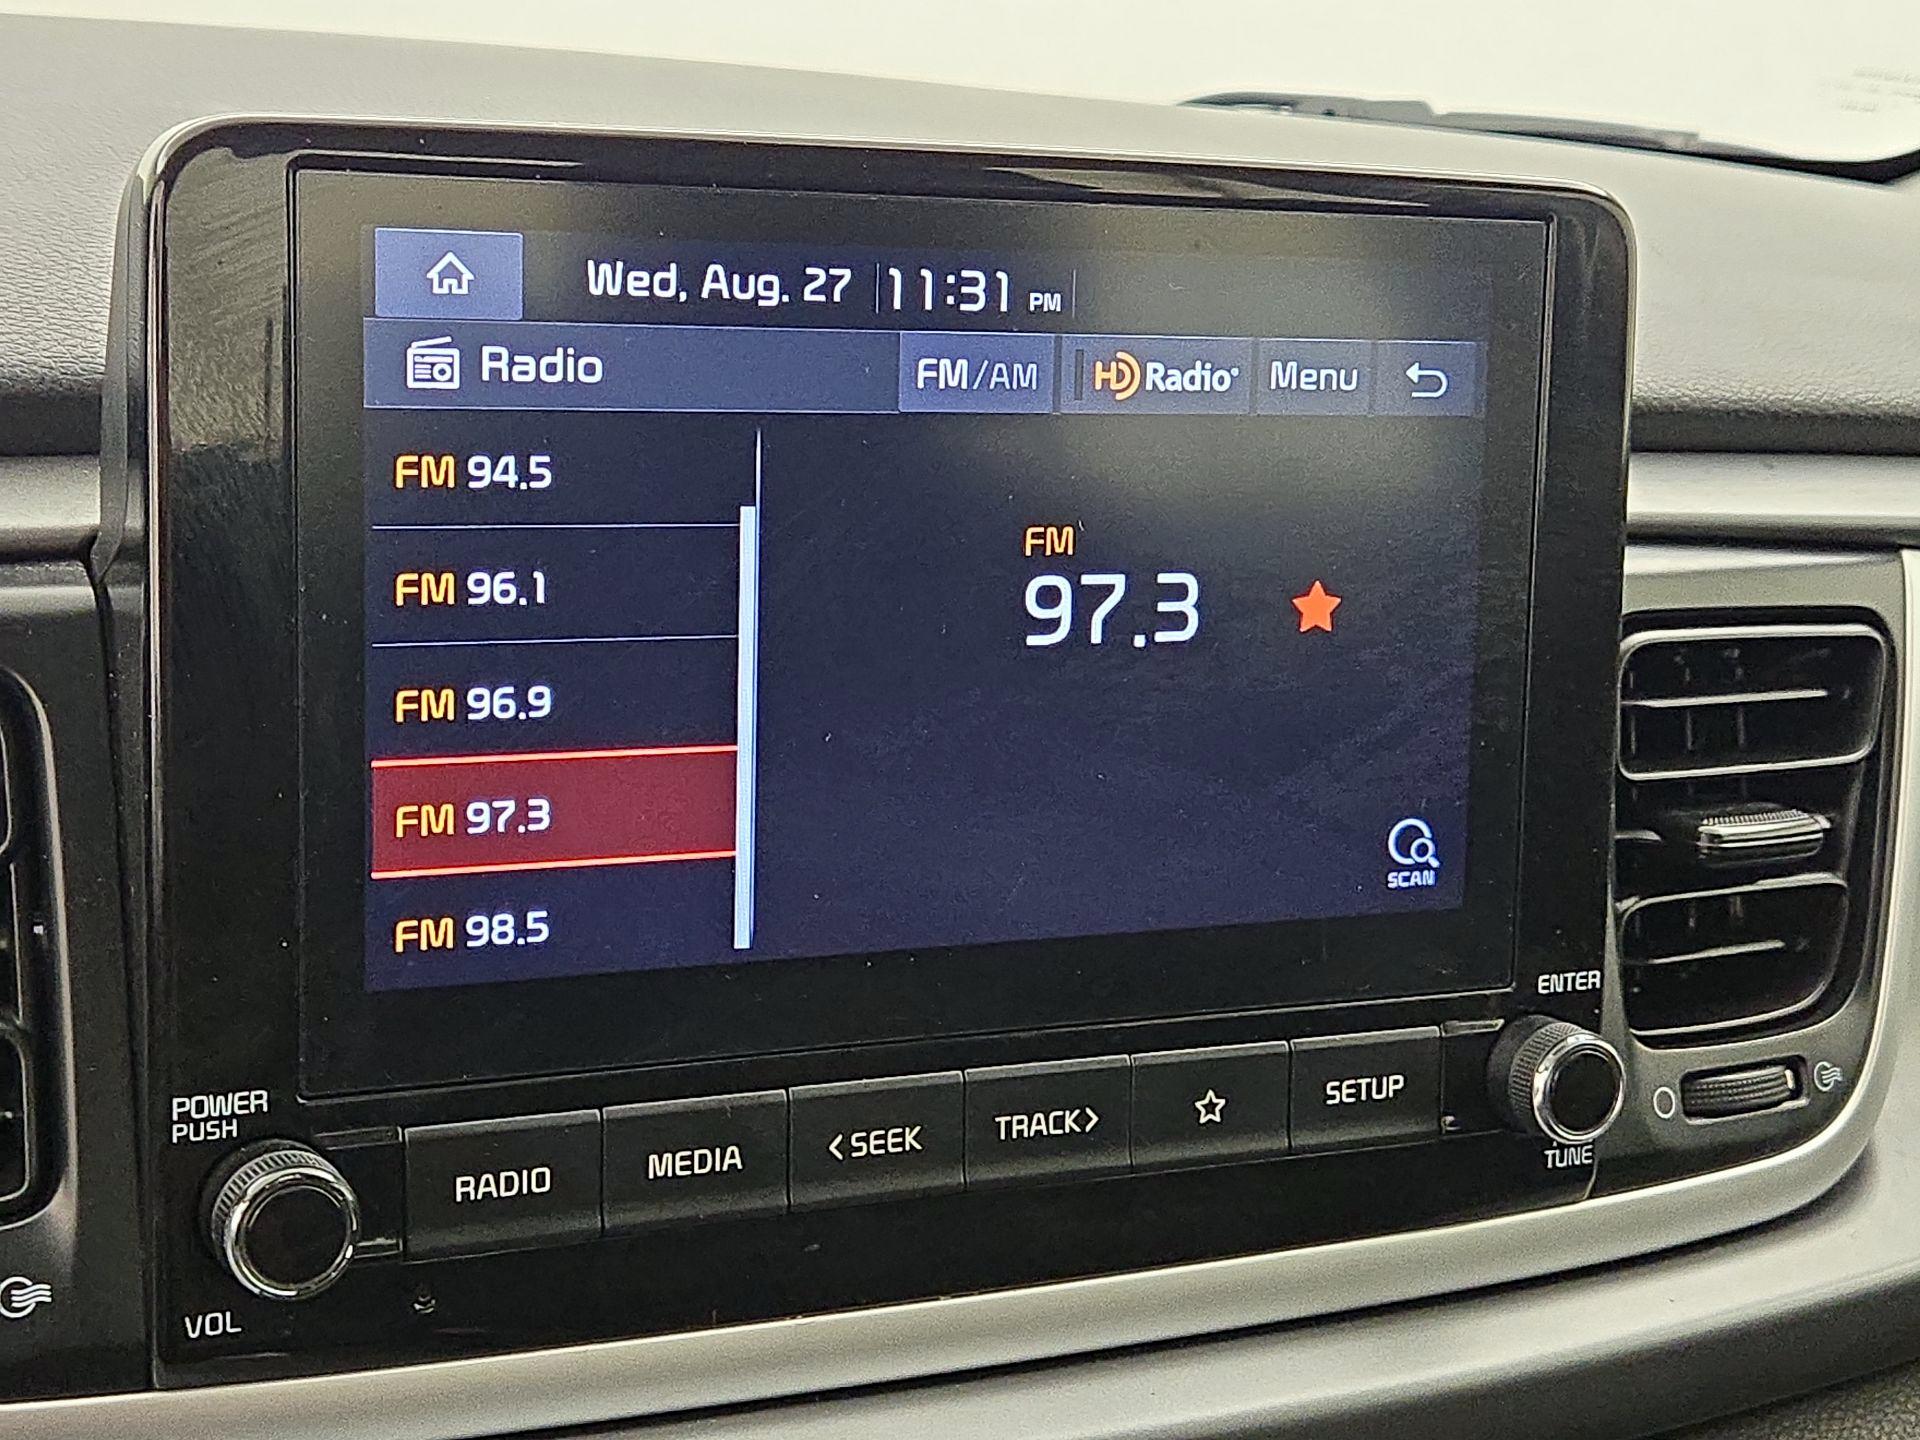 Wed, Aug. 27 11:31 PM
Radio FM/AM HD Radio® Menu
FM 94.5
FM 96.1
FM 96.9
FM 97.3
FM 98.5
FM
97.3
SCAN
ENTER
POWER
PUSH
RADIO
MEDIA
<SEEK
TRACK>
SETUP
TUNE
VOL